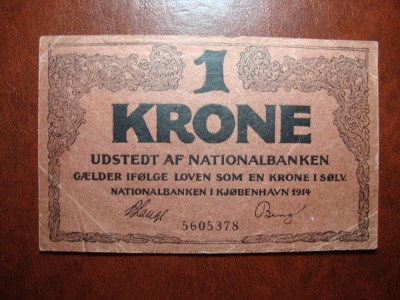 1
KRONE
UDSTEDT AF NATIONALBANKEN
GÆLDER IFØLGE LOVEN SOM EN KRONE I SØLV.
NATIONALBANKEN I KJØBENHAVN 1914
5605378